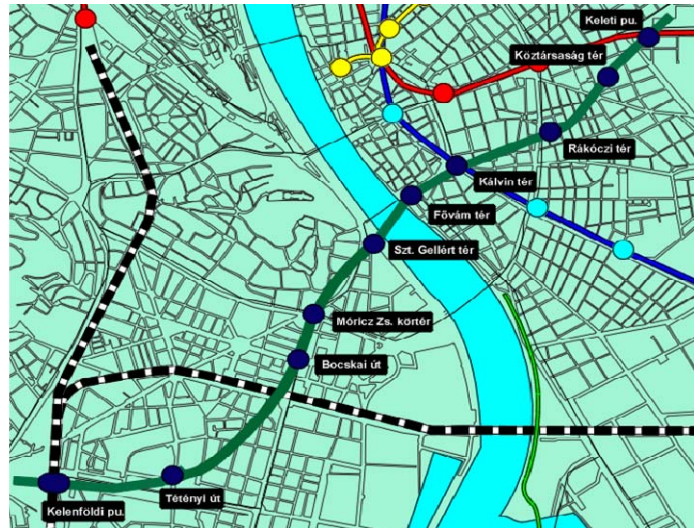 Keleti pu.
Köztársaság tér
Rákóczi tér
Kálvin tér
Fővám tér
Szt. Gellért tér
Móricz Zs. körtér
Bocskai út
Tétényi út
Kelenföldi pu.